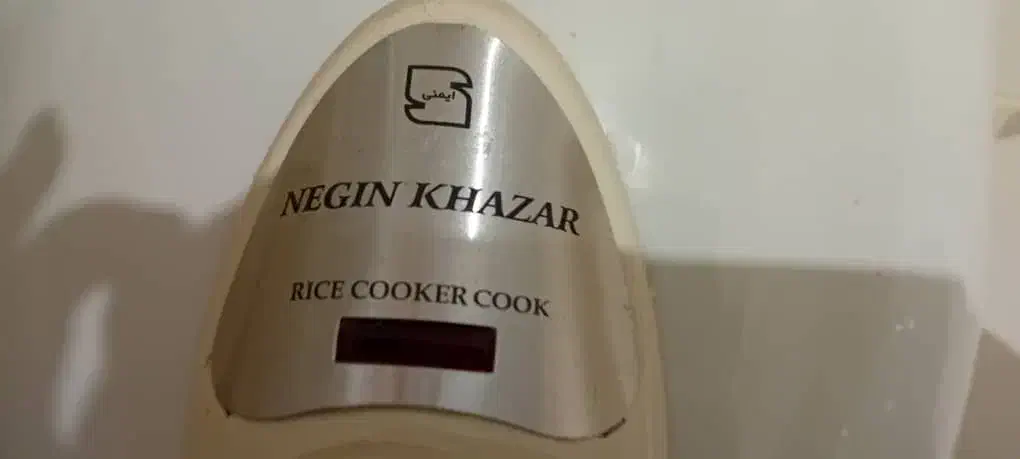 ایمنی
NEGIN KHAZAR
RICE COOKER COOK